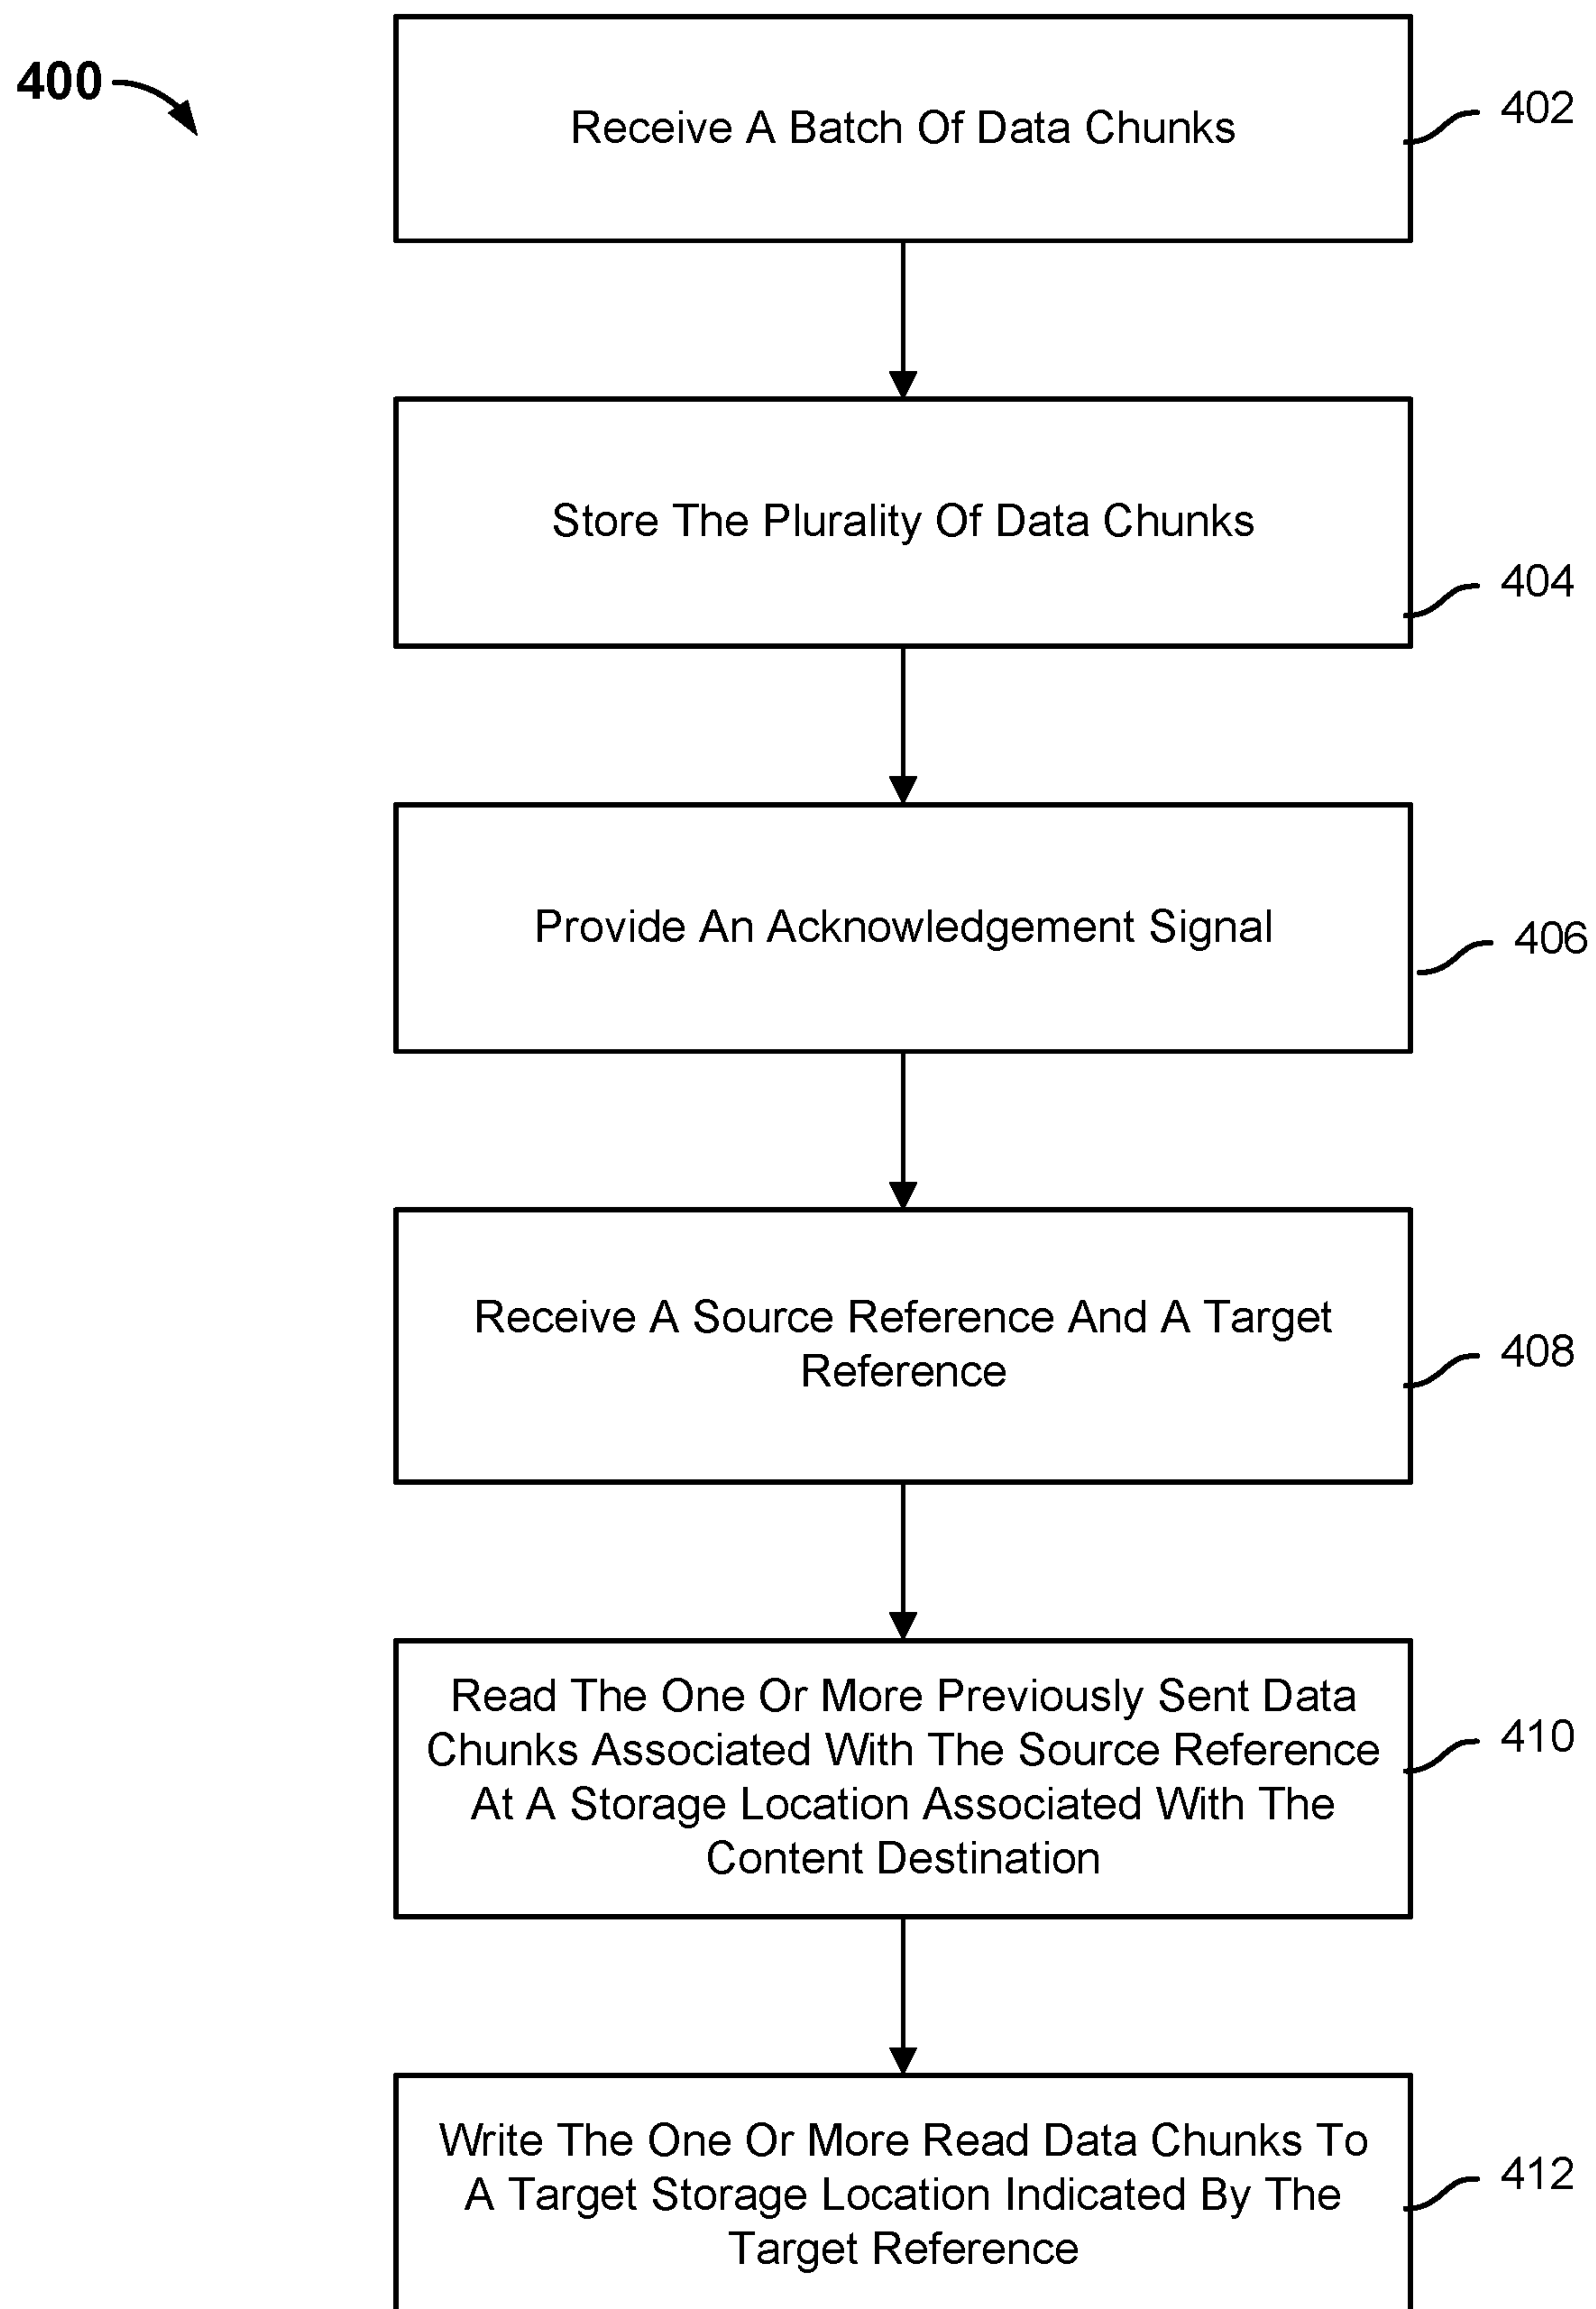 400
Receive A Batch Of Data Chunks
402
Store The Plurality Of Data Chunks
404
Provide An Acknowledgement Signal
406
Receive A Source Reference And A Target
Reference
408
Read The One Or More Previously Sent Data
Chunks Associated With The Source Reference
At A Storage Location Associated With The
Content Destination
410
Write The One Or More Read Data Chunks To
A Target Storage Location Indicated By The
Target Reference
412